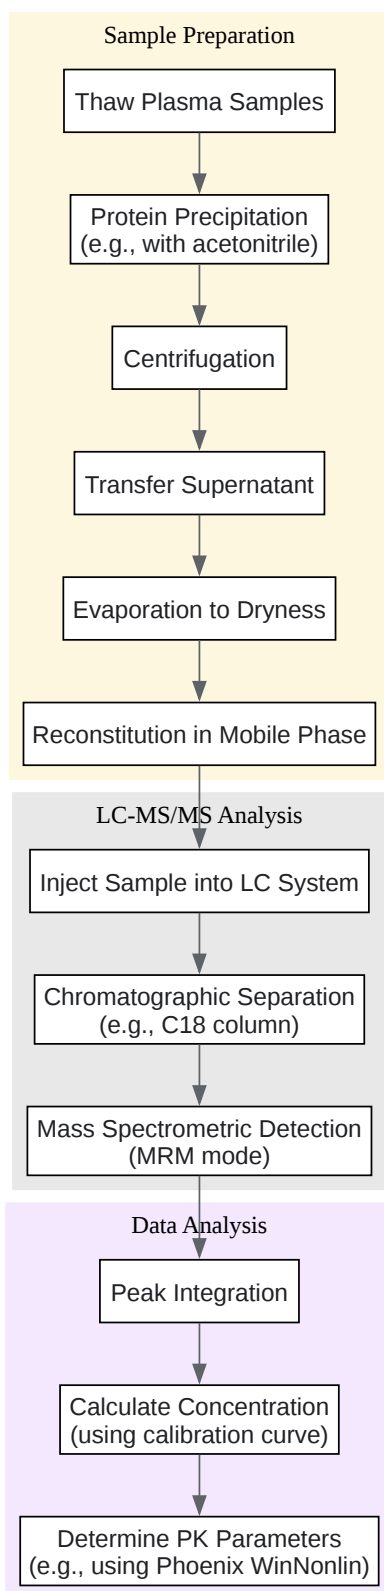 Sample Preparation
Thaw Plasma Samples
Protein Precipitation
(e.g., with acetonitrile)
Centrifugation
Transfer Supernatant
Evaporation to Dryness
Reconstitution in Mobile Phase
LC-MS/MS Analysis
Inject Sample into LC System
Chromatographic Separation
(e.g., C18 column)
Mass Spectrometric Detection
(MRM mode)
Data Analysis
Peak Integration
Calculate Concentration
(using calibration curve)
Determine PK Parameters
(e.g., using Phoenix WinNonlin)